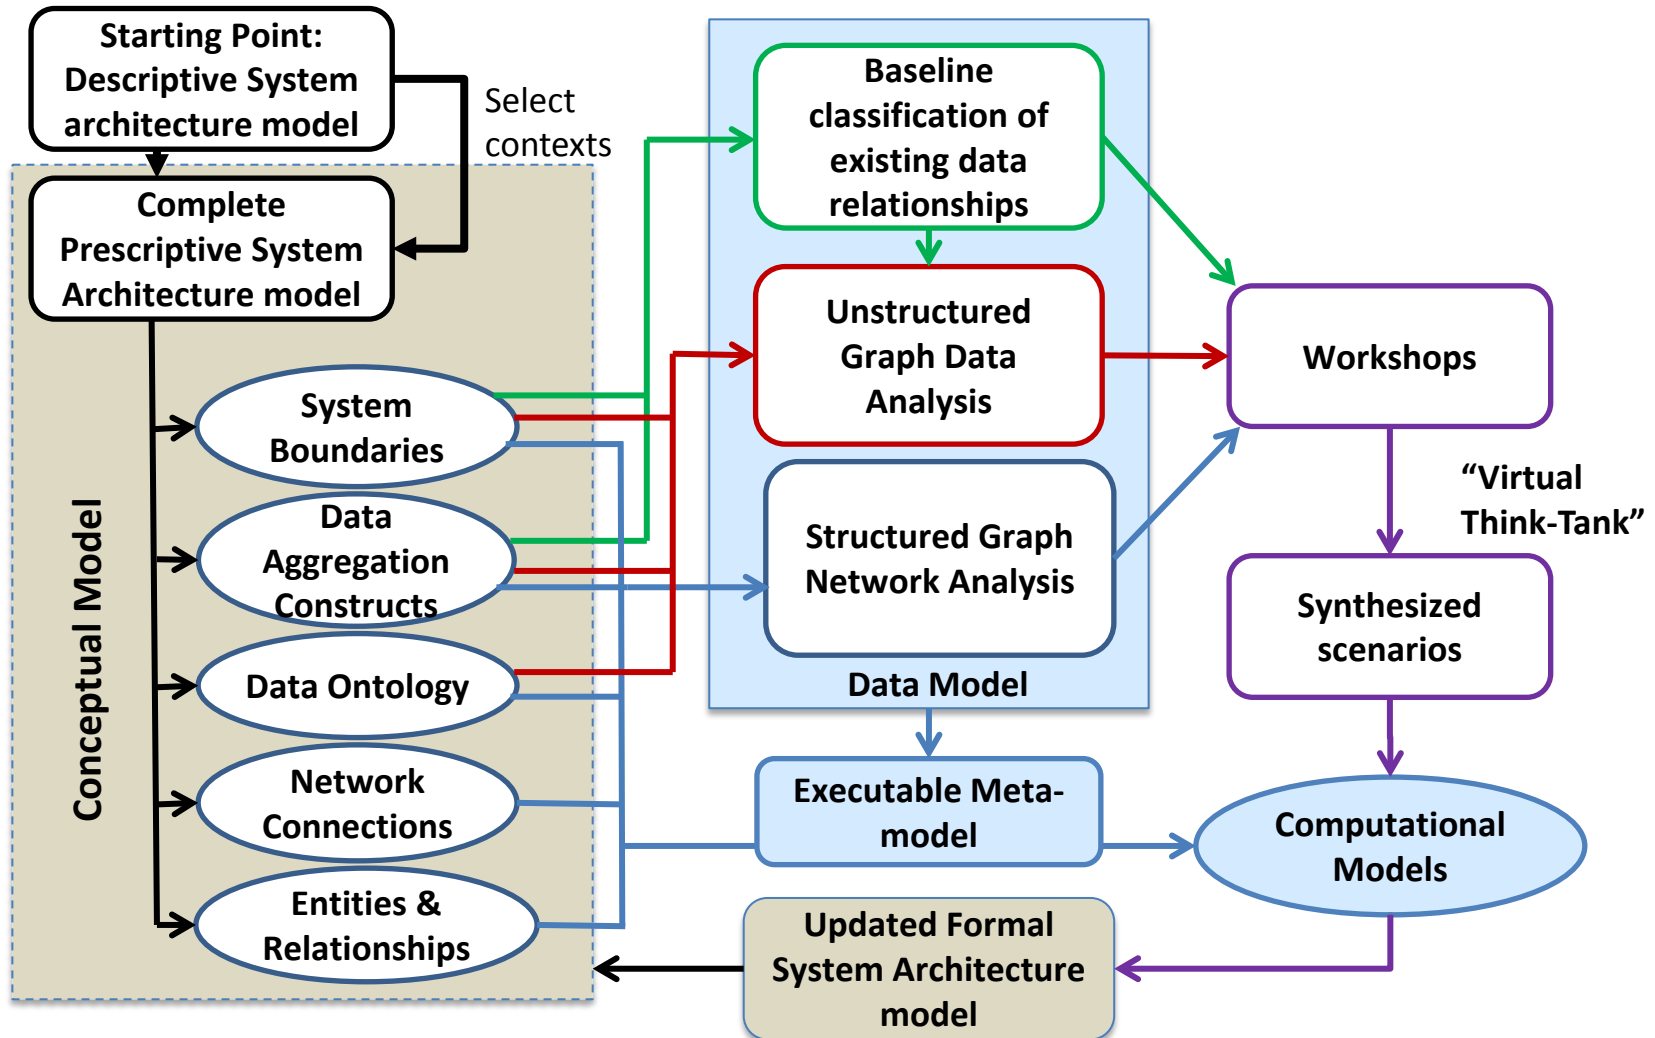 Starting Point:
Descriptive System
architecture model
Select
contexts
Complete
Prescriptive System
Architecture model
Conceptual Model
System
Boundaries
Data
Aggregation
Constructs
Data Ontology
Network
Connections
Entities &
Relationships
Baseline
classification of
existing data
relationships
Unstructured
Graph Data
Analysis
Structured Graph
Network Analysis
Data Model
Executable Meta-
model
Updated Formal
System Architecture
model
Workshops
“Virtual
Think-Tank”
Synthesized
scenarios
Computational
Models